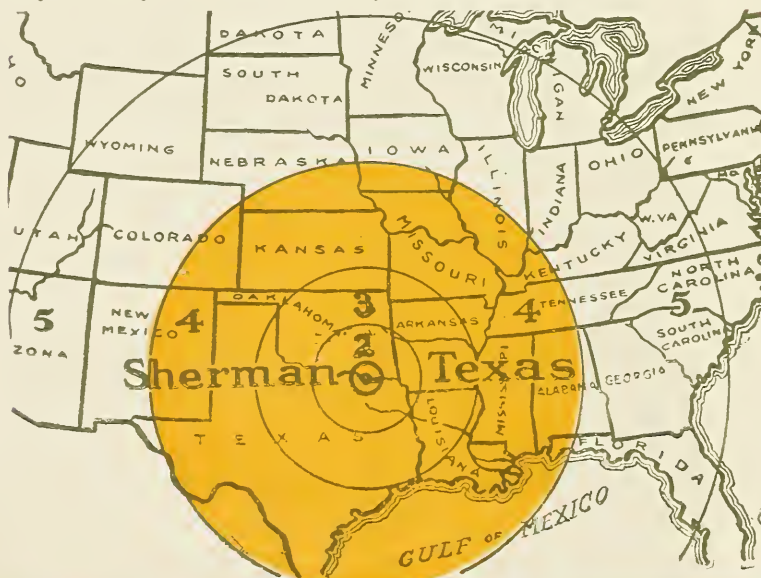 DAKOTA
MINNESO
MICHIGAN
WISCONSIN
SOUTH
DAKOTA
NEW YORK
WYOMING
NEBRASKA
IOWA
ILLINOIS
INDIANA
OHIO
PENNSYLVANIA
MD
W.VA
VIRGINIA
UTAH
COLORADO
KANSAS
MISSOURI
KENTUCKY
OAKLAHOMA
3
4
TENNESSEE
NORTH
CAROLINA
5
5
ZONA
NEW
MEXICO
4
ARKANSAS
SOUTH
CAROLINA
2
Sherman Texas
MISSISSIPPI
ALABAMA
GEORGIA
TEXAS
LOUISIANA
FLORIDA
GULF OF MEXICO